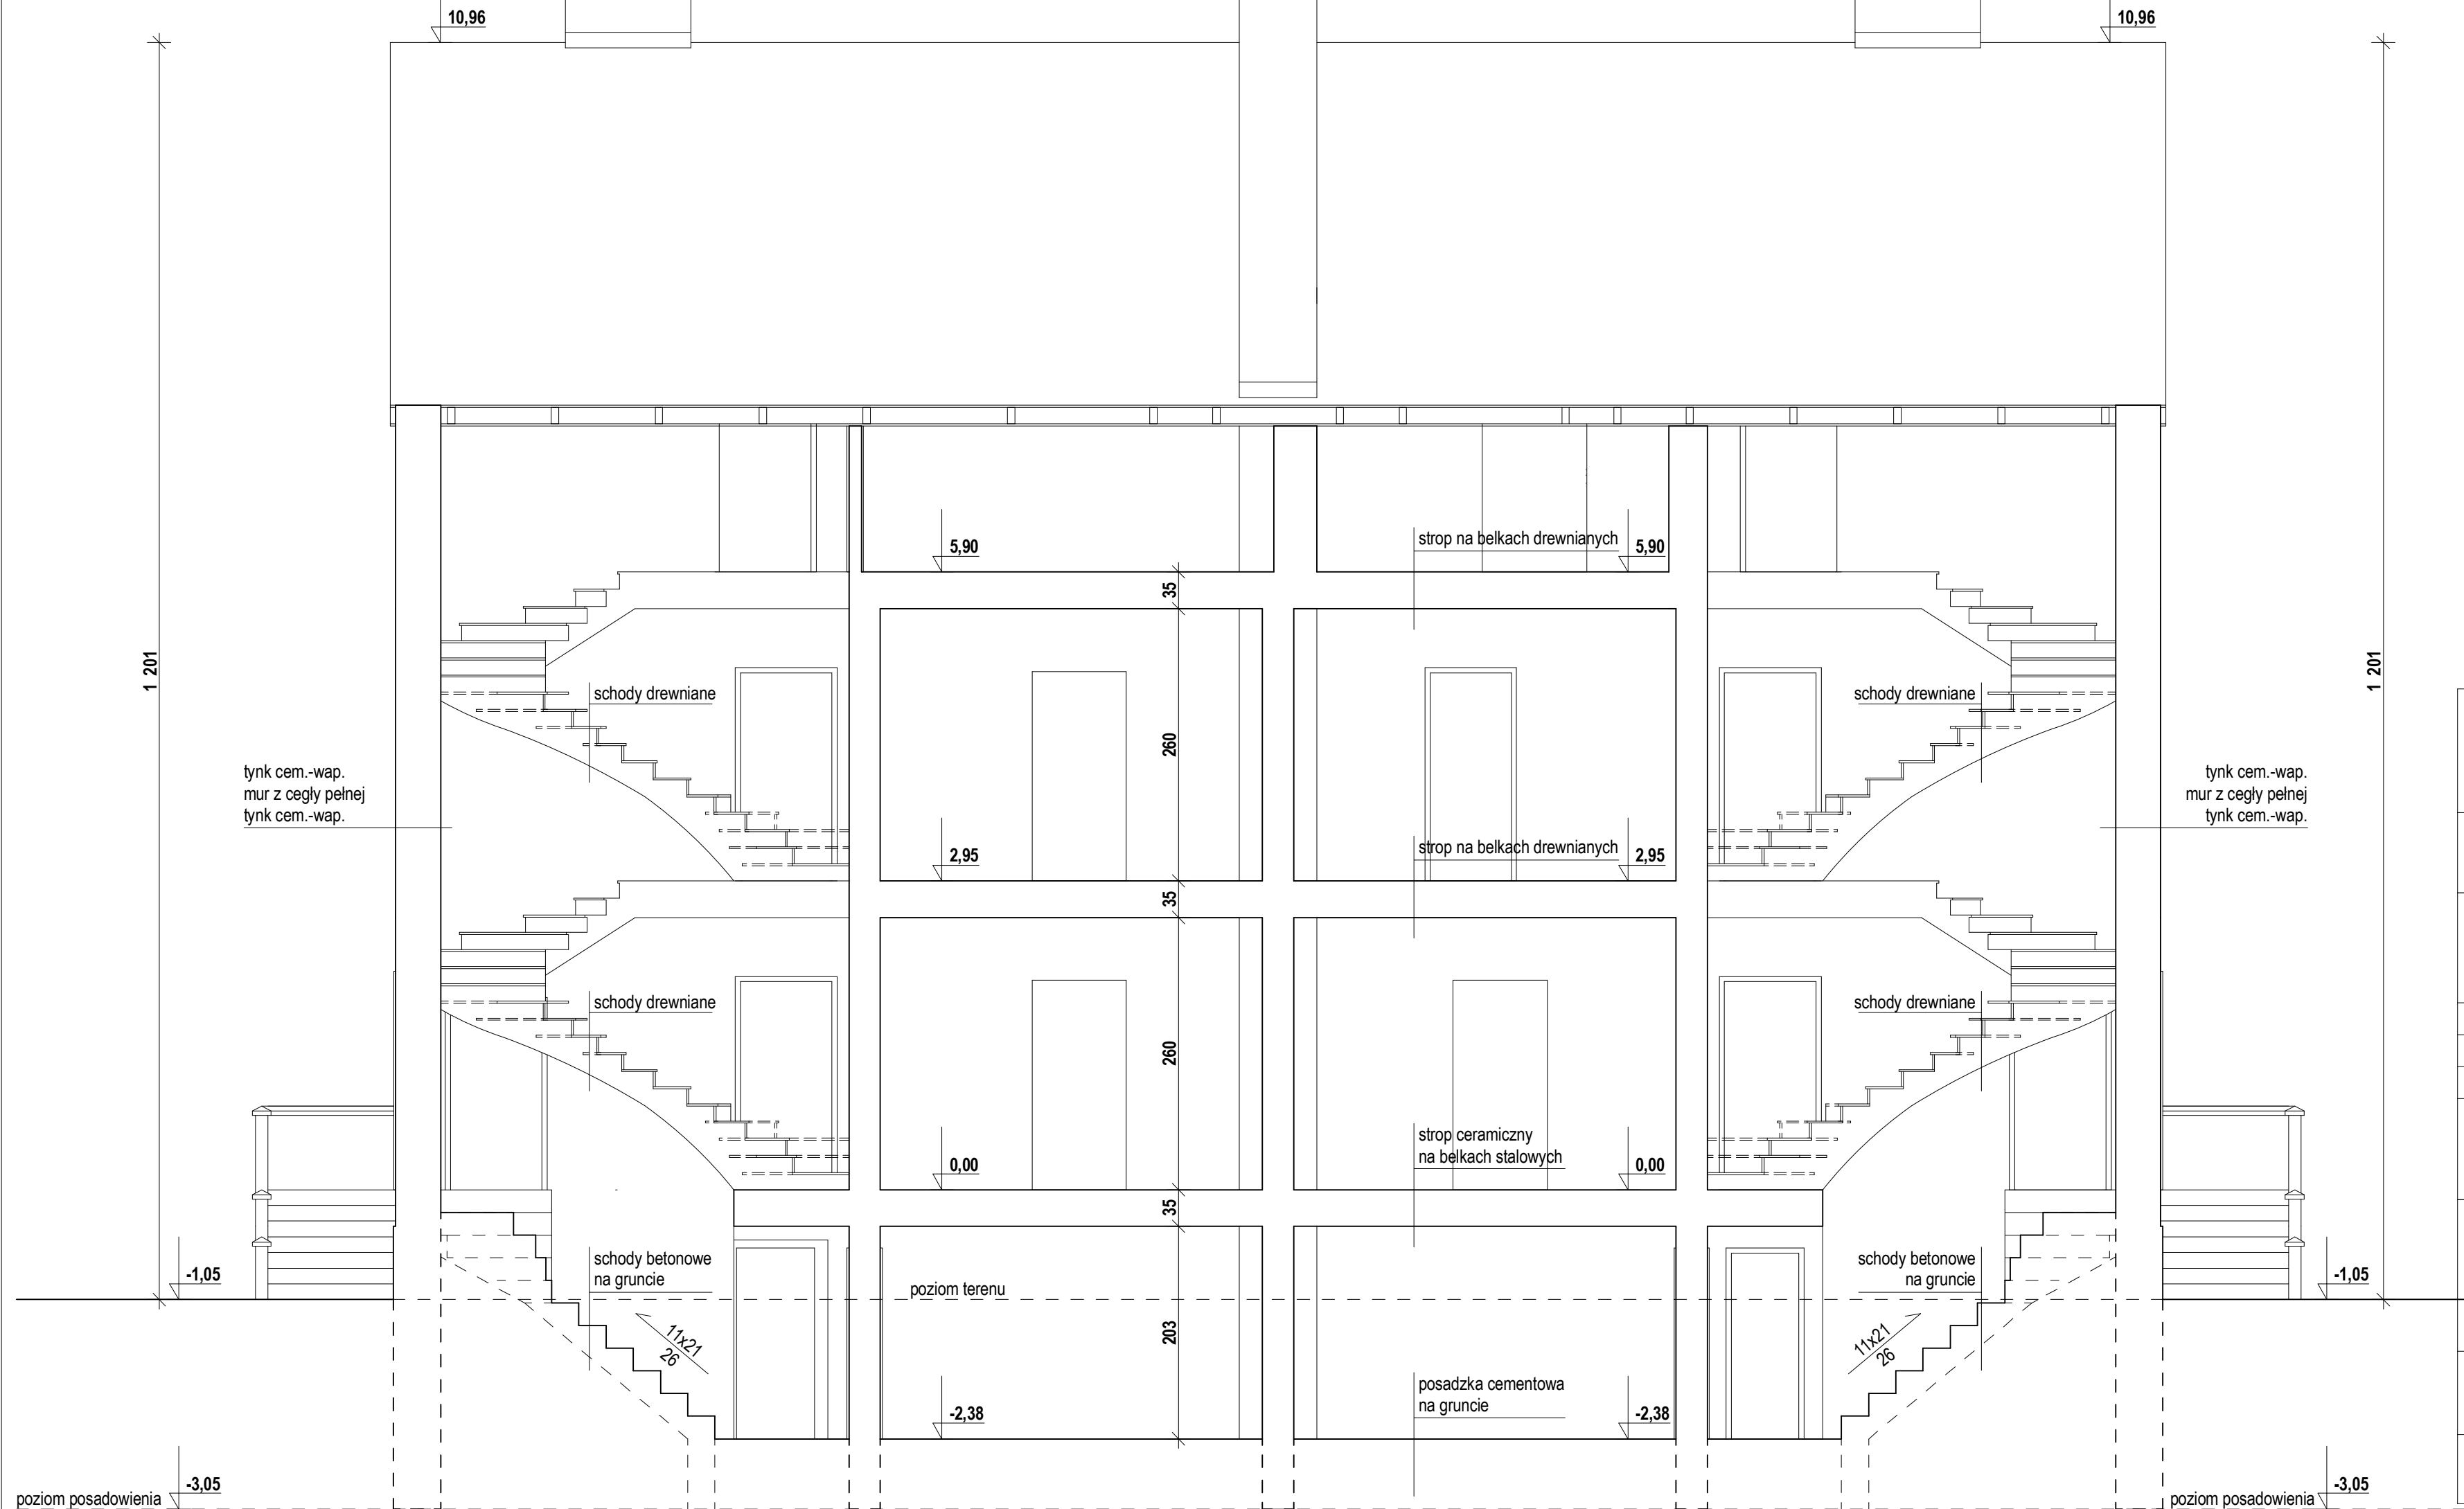 10,96
10,96
5,90
strop na belkach drewnianych
5,90
35
1 201
1 201
schody drewniane
schody drewniane
260
tynk cem.-wap.
mur z cegły pełnej
tynk cem.-wap.
tynk cem.-wap.
mur z cegły pełnej
tynk cem.-wap.
2,95
strop na belkach drewnianych
2,95
35
schody drewniane
schody drewniane
260
strop ceramiczny
na belkach stalowych
0,00
0,00
35
schody betonowe
na gruncie
schody betonowe
na gruncie
-1,05
poziom terenu
-1,05
11x21
26
203
11x21
26
posadzka cementowa
na gruncie
-2,38
-2,38
-3,05
poziom posadowienia
-3,05
poziom posadowienia